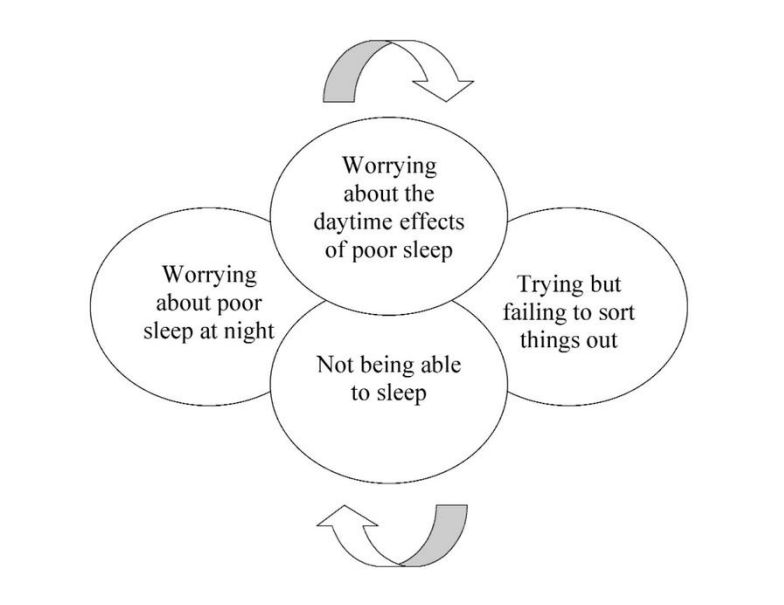 Worrying
about the
daytime effects
of poor sleep
Worrying
about poor
sleep at night
Trying but
failing to sort
things out
Not being able
to sleep